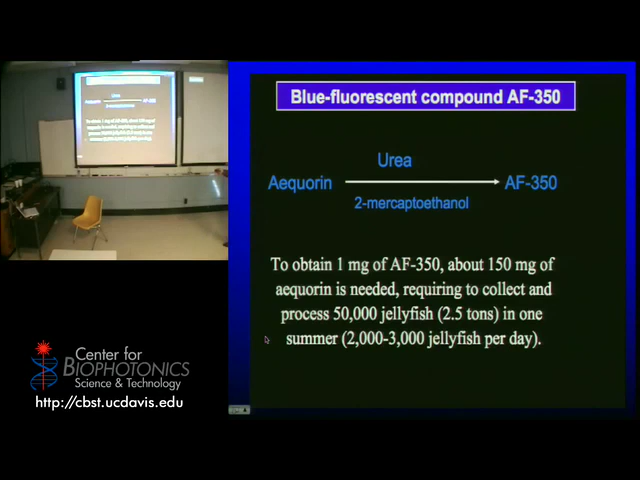 Blue-fluorescent compound AF-350
Urea
Aequorin AF-350
2-mercaptoethanol
To obtain 1 mg of AF-350, about 150 mg of
aequorin is needed, requiring to collect and
process 50,000 jellyfish (2.5 tons) in one
summer (2,000-3,000 jellyfish per day).
Center for
BIOPHOTONICS
Science & Technology
http://cbst.ucdavis.edu